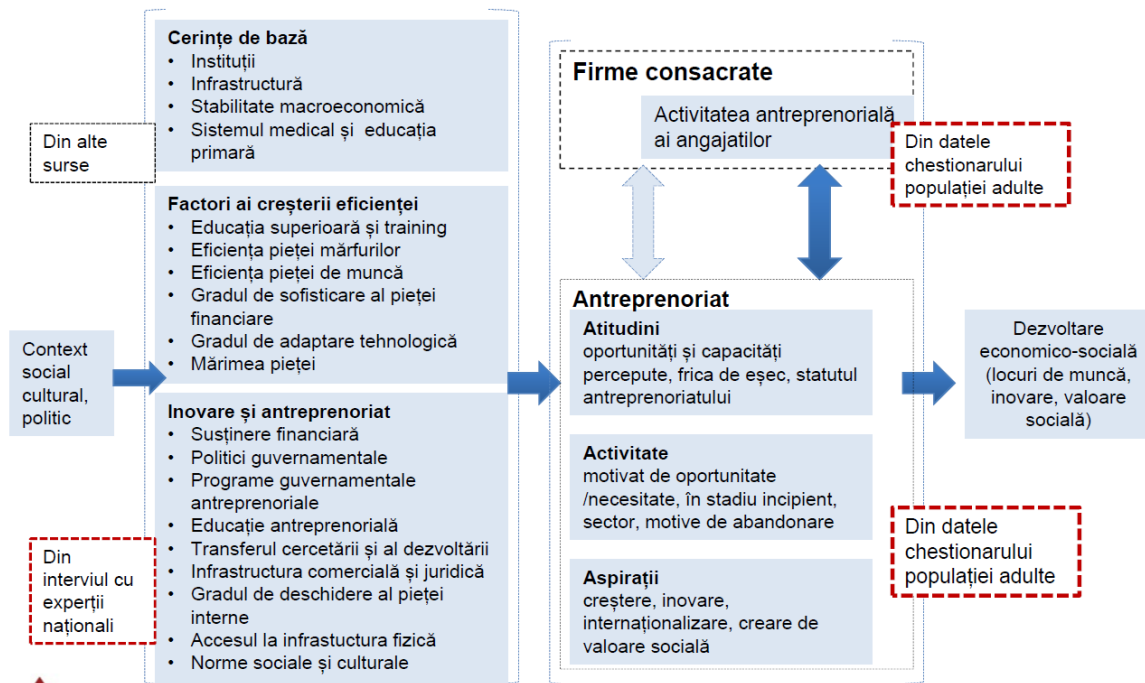 Cerințe de bază
• Instituții
• Infrastructură
• Stabilitate macroeconomică
• Sistemul medical și educația
primară
Din alte
surse
Factori ai creșterii eficienței
• Educația superioară și training
• Eficiența pieței mărfurilor
• Eficiența pieței de muncă
• Gradul de sofisticare al pieței
financiare
• Gradul de adaptare tehnologică
• Mărimea pieței
Context
social
cultural,
politic
Inovare și antreprenoriat
• Susținere financiară
• Politici guvernamentale
• Programe guvernamentale
antreprenoriale
• Educație antreprenorială
• Transferul cercetării și al dezvoltării
• Infrastructura comercială și juridică
• Gradul de deschidere al pieței
interne
• Accesul la infrastuctura fizică
• Norme sociale și culturale
Din
interviul cu
experții
naționali
Firme consacrate
Activitatea antreprenorială
ai angajatilor
Din datele
chestionarului
populației adulte
Antreprenoriat
Atitudini
oportunități și capacități
percepute, frica de eșec, statutul
antreprenoriatului
Activitate
motivat de oportunitate
/necesitate, în stadiu incipient,
sector, motive de abandonare
Aspirații
creștere, inovare,
internaționalizare, creare de
valoare socială
Dezvoltare
economico-socială
(locuri de muncă,
inovare, valoare
socială)
Din datele
chestionarului
populației adulte